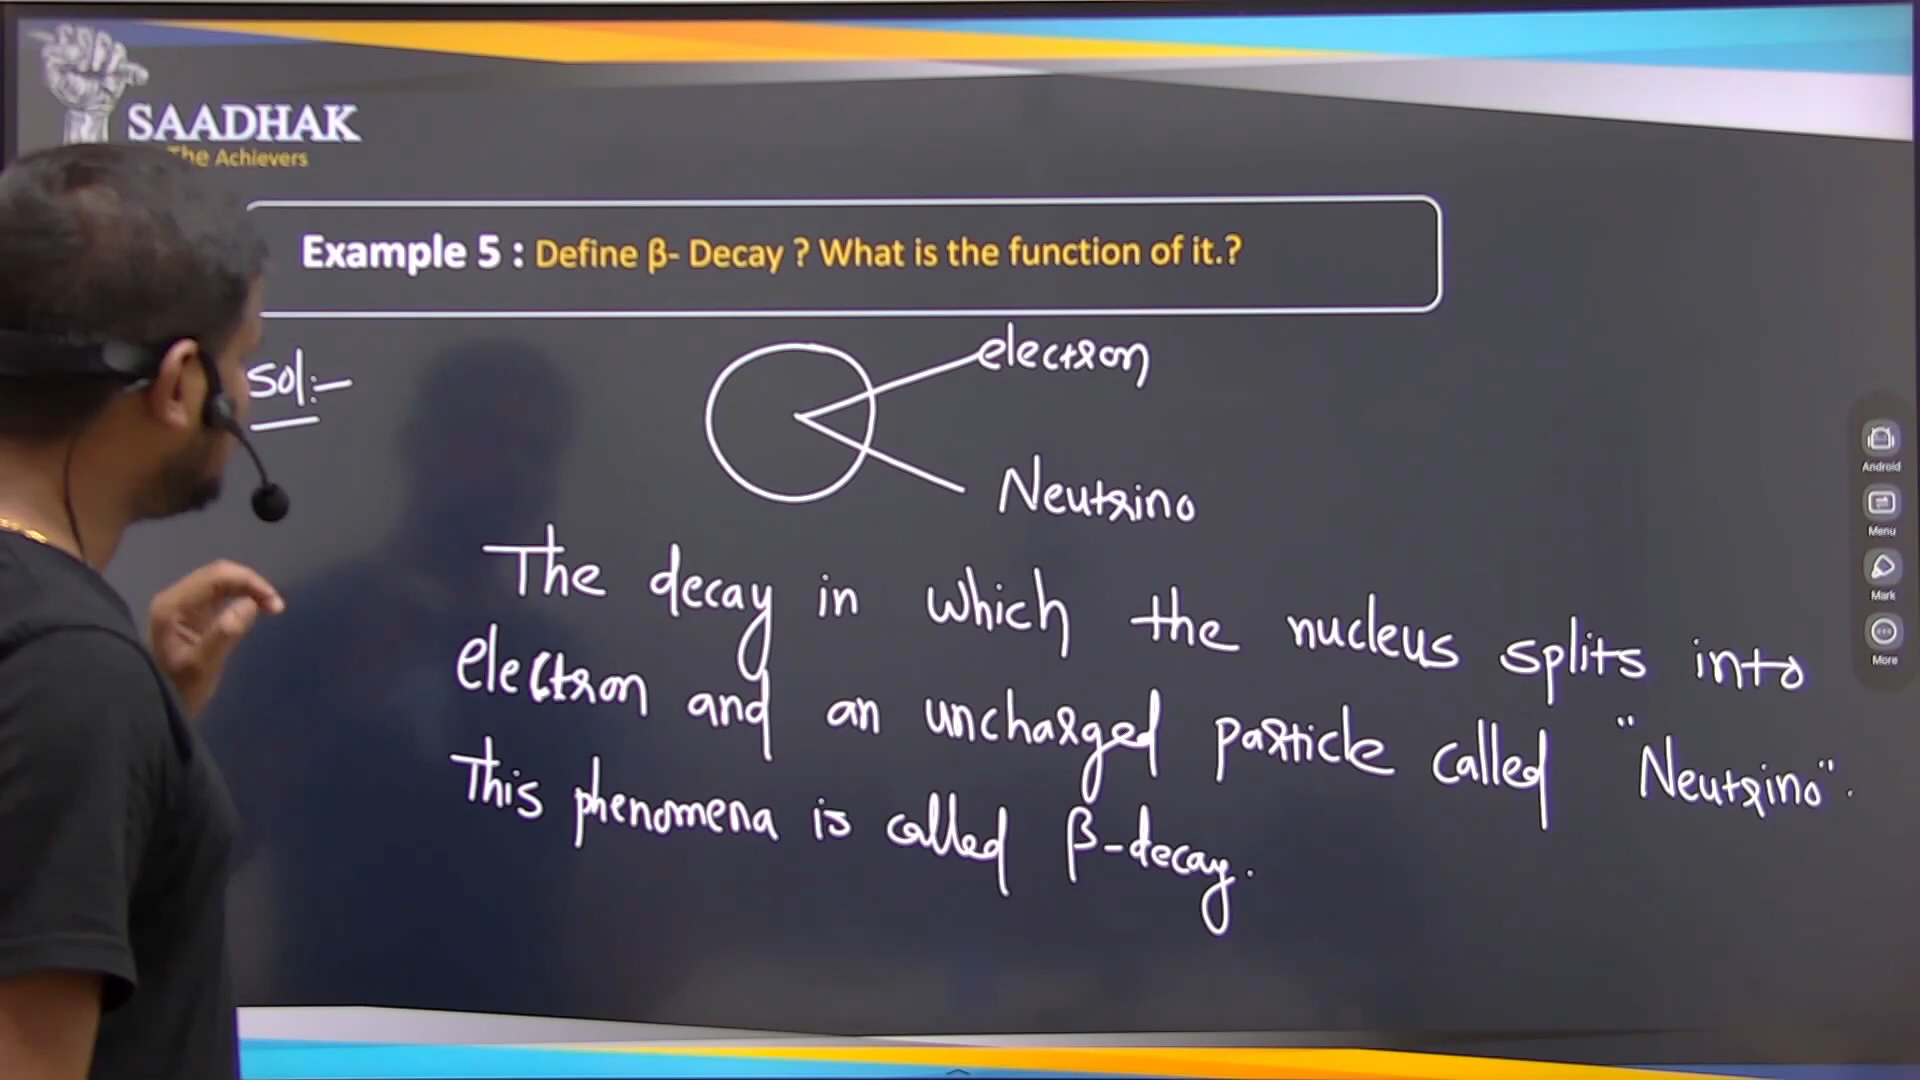 SAADHAK
The Achievers
Example 5 : Define β- Decay ? What is the function of it.?
Sol:-
electron
Neutrino
The decay in which the nucleus splits into
electron and an uncharged particle called "Neutrino".
This phenomena is called β-decay.
Android
Menu
Mark
More